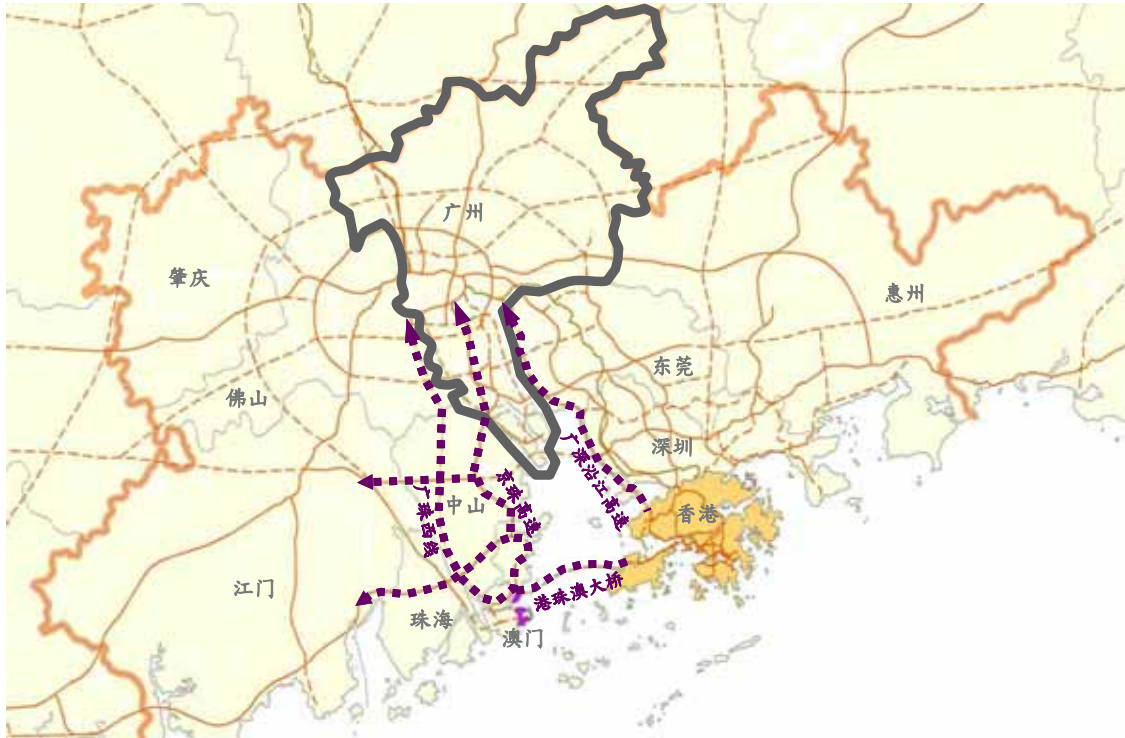 广州
肇庆
惠州
东莞
佛山
深圳
广深沿江高速
京珠高速
广珠西线
中山
香港
港珠澳大桥
江门
珠海
澳门